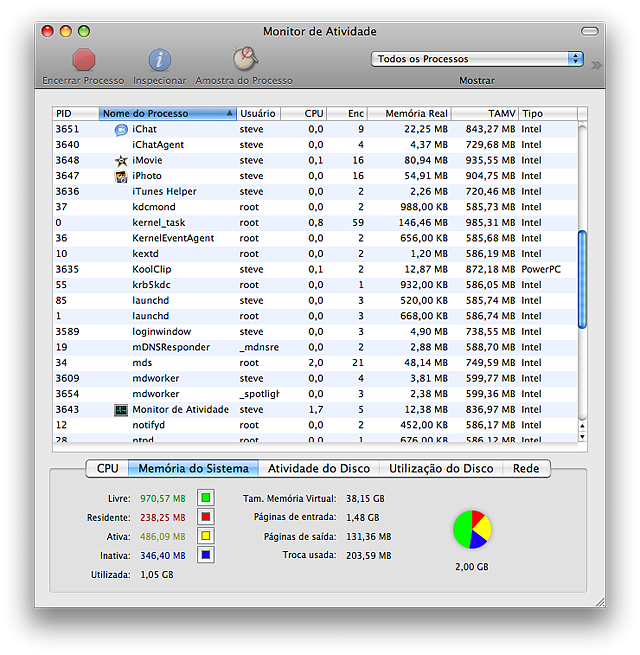 Monitor de Atividade
Todos os Processos
Encerrar Processo Inspecionar Amostra do Processo Mostrar
PID Nome do Processo Usuário CPU Enc Memória Real TAMV Tipo
3651 iChat steve 0,0 9 22,25 MB 843,27 MB Intel
3640 iChatAgent steve 0,0 4 4,37 MB 729,68 MB Intel
3648 iMovie steve 0,1 16 80,94 MB 935,55 MB Intel
3647 iPhoto steve 0,1 16 54,91 MB 904,75 MB Intel
3636 iTunes Helper steve 0,0 2 2,26 MB 720,46 MB Intel
37 kdcmond root 0,0 2 988,00 KB 585,73 MB Intel
0 kernel_task root 0,8 59 146,46 MB 985,31 MB Intel
36 KernelEventAgent root 0,0 2 656,00 KB 585,68 MB Intel
10 kextd root 0,0 2 1,20 MB 586,19 MB Intel
3635 KoolClip steve 0,1 2 12,87 MB 872,18 MB PowerPC
55 krb5kdc root 0,0 1 932,00 KB 586,05 MB Intel
85 launchd steve 0,0 3 520,00 KB 585,74 MB Intel
1 launchd root 0,0 3 668,00 KB 586,74 MB Intel
3589 loginwindow steve 0,0 3 4,90 MB 738,55 MB Intel
19 mDNSResponder _mdnsre 0,0 2 2,88 MB 588,70 MB Intel
34 mds root 2,0 21 48,14 MB 749,59 MB Intel
3609 mdworker steve 0,0 4 3,81 MB 599,77 MB Intel
3654 mdworker _spotligh 0,0 3 2,38 MB 599,36 MB Intel
3643 Monitor de Atividade steve 1,7 5 12,38 MB 836,97 MB Intel
12 notifyd root 0,0 2 452,00 KB 586,17 MB Intel
28 ntpd root 0,0 1 676,00 KB 586,12 MB Intel
CPU Memória do Sistema Atividade do Disco Utilização do Disco Rede
Livre: 970,57 MB Tam. Memória Virtual: 38,15 GB
Residente: 238,25 MB Páginas de entrada: 1,48 GB
Ativa: 486,09 MB Páginas de saída: 131,36 MB
Inativa: 346,40 MB Troca usada: 203,59 MB
Utilizada: 1,05 GB
2,00 GB